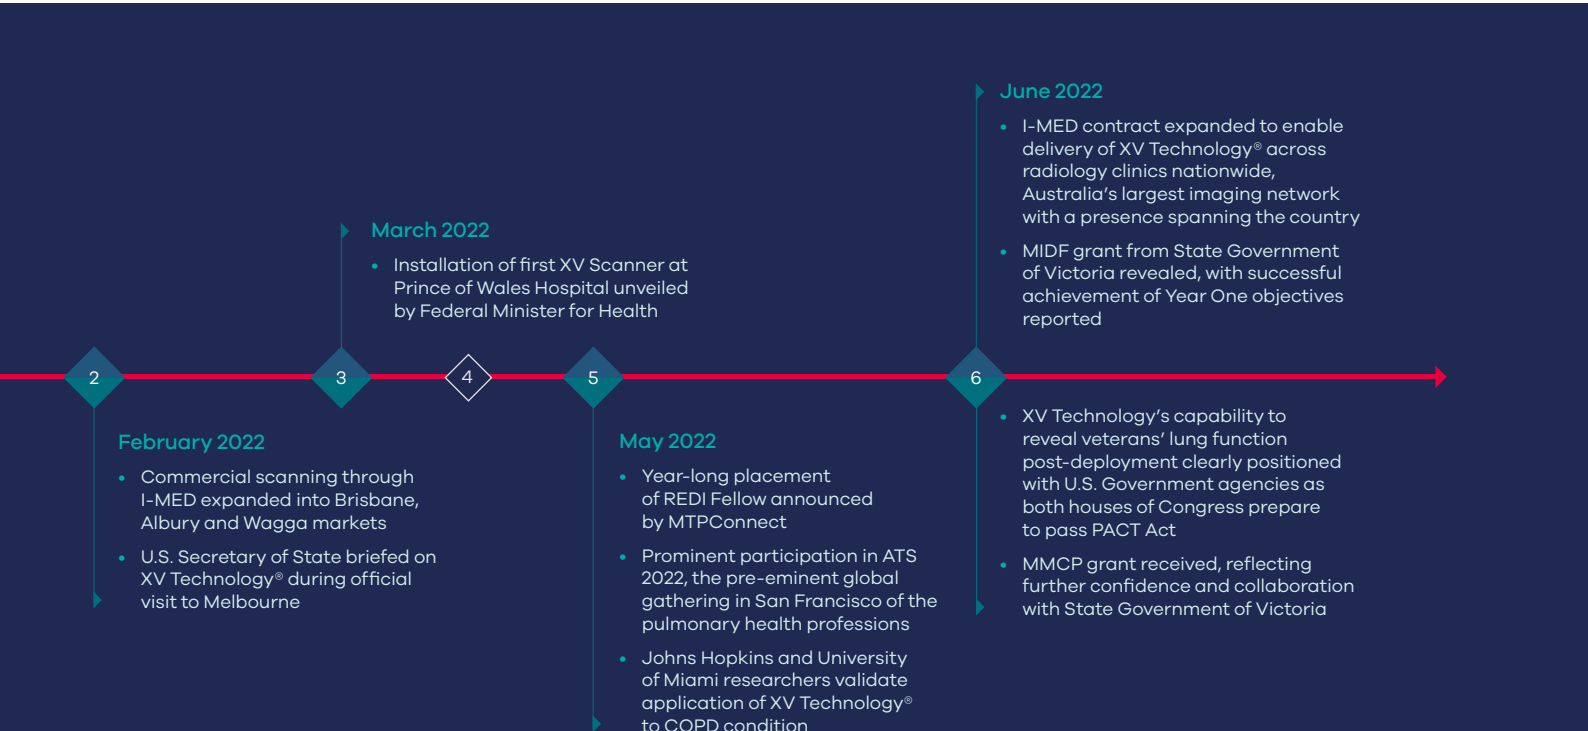 June 2022
• I-MED contract expanded to enable
delivery of XV Technology® across
radiology clinics nationwide,
Australia's largest imaging network
with a presence spanning the country
• MIDF grant from State Government
of Victoria revealed, with successful
achievement of Year One objectives
reported
March 2022
• Installation of first XV Scanner at
Prince of Wales Hospital unveiled
by Federal Minister for Health
2
3
4
5
6
February 2022
• Commercial scanning through
I-MED expanded into Brisbane,
Albury and Wagga markets
• U.S. Secretary of State briefed on
XV Technology® during official
visit to Melbourne
May 2022
• Year-long placement
of REDI Fellow announced
by MTPConnect
• Prominent participation in ATS
2022, the pre-eminent global
gathering in San Francisco of the
pulmonary health professions
• Johns Hopkins and University
of Miami researchers validate
application of XV Technology®
to COPD condition
• XV Technology's capability to
reveal veterans' lung function
post-deployment clearly positioned
with U.S. Government agencies as
both houses of Congress prepare
to pass PACT Act
• MMCP grant received, reflecting
further confidence and collaboration
with State Government of Victoria